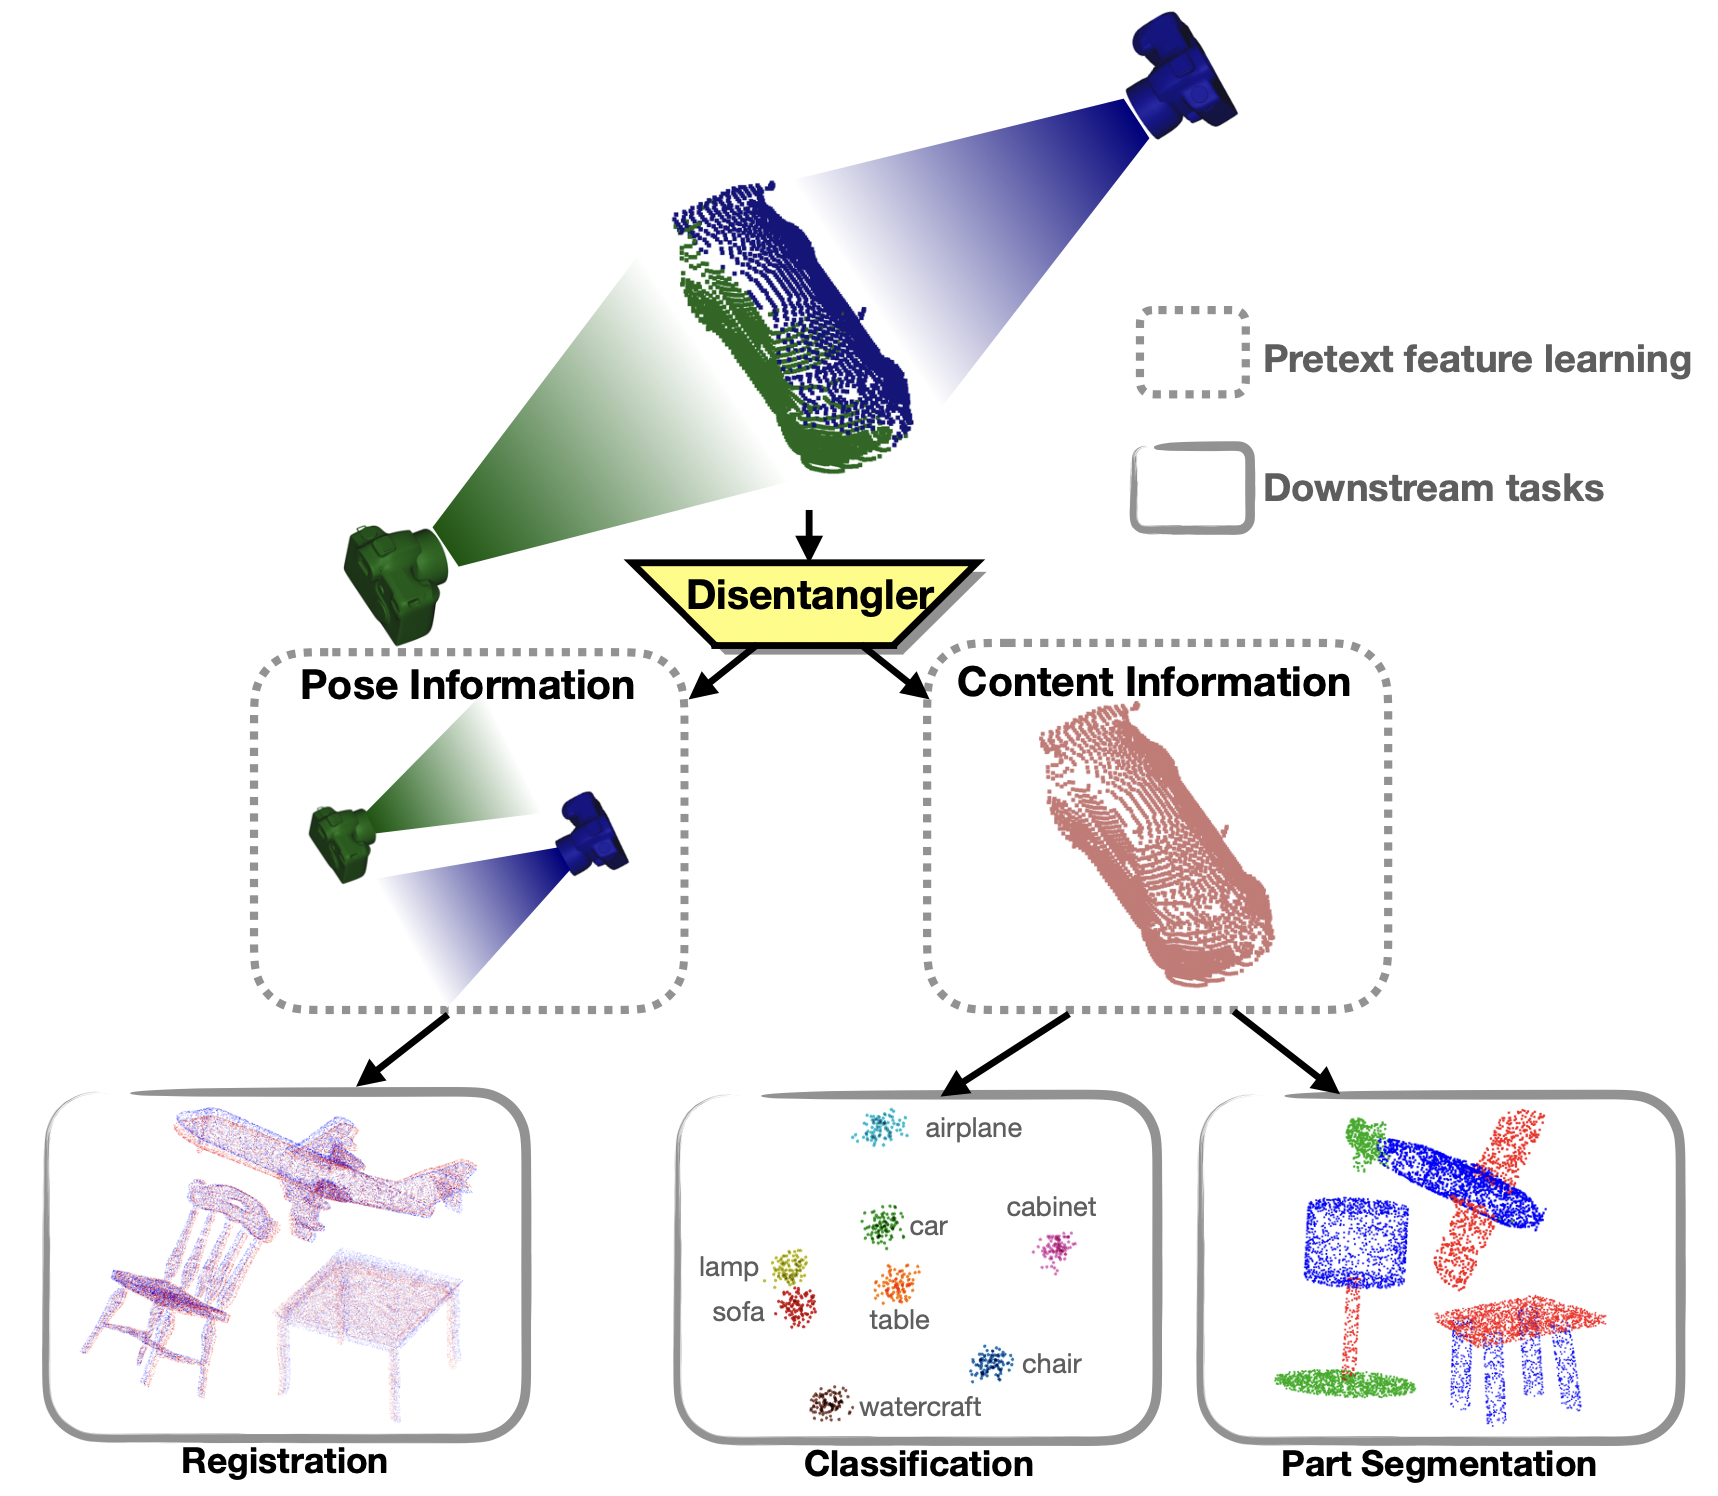 Pretext feature learning
Downstream tasks
Disentangler
Pose Information
Content Information
airplane
cabinet
car
lamp
sofa
table
chair
watercraft
Registration
Classification
Part Segmentation